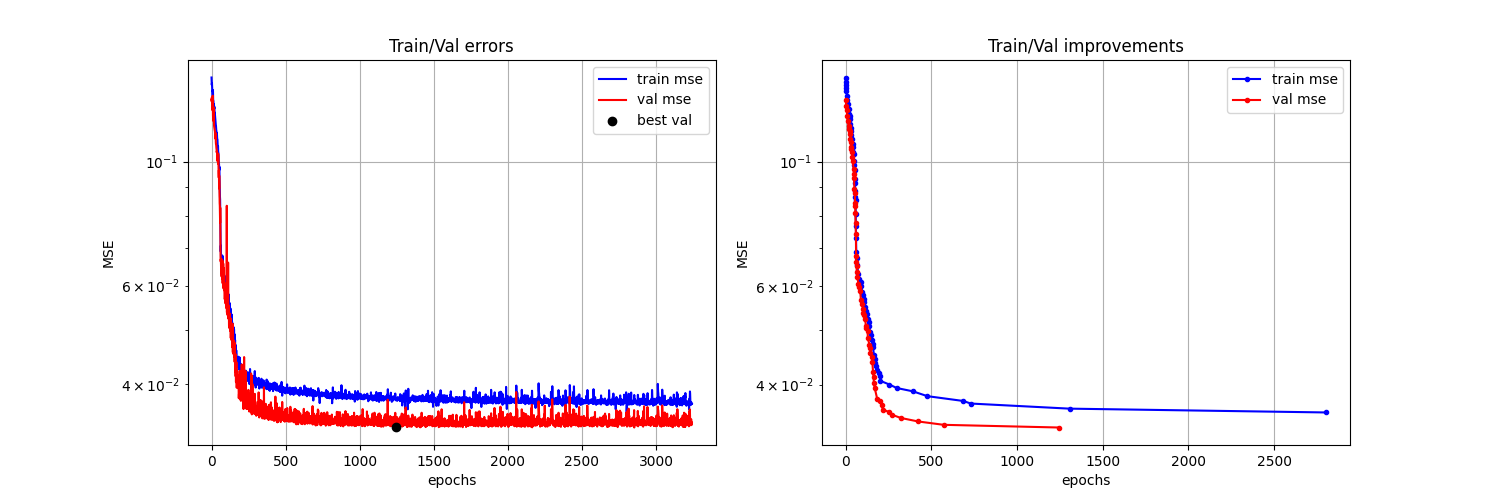 Train/Val errors
train mse
val mse
best val
MSE
10⁻¹
6 × 10⁻²
4 × 10⁻²
0 500 1000 1500 2000 2500 3000
epochs
Train/Val improvements
train mse
val mse
MSE
10⁻¹
6 × 10⁻²
4 × 10⁻²
0 500 1000 1500 2000 2500
epochs